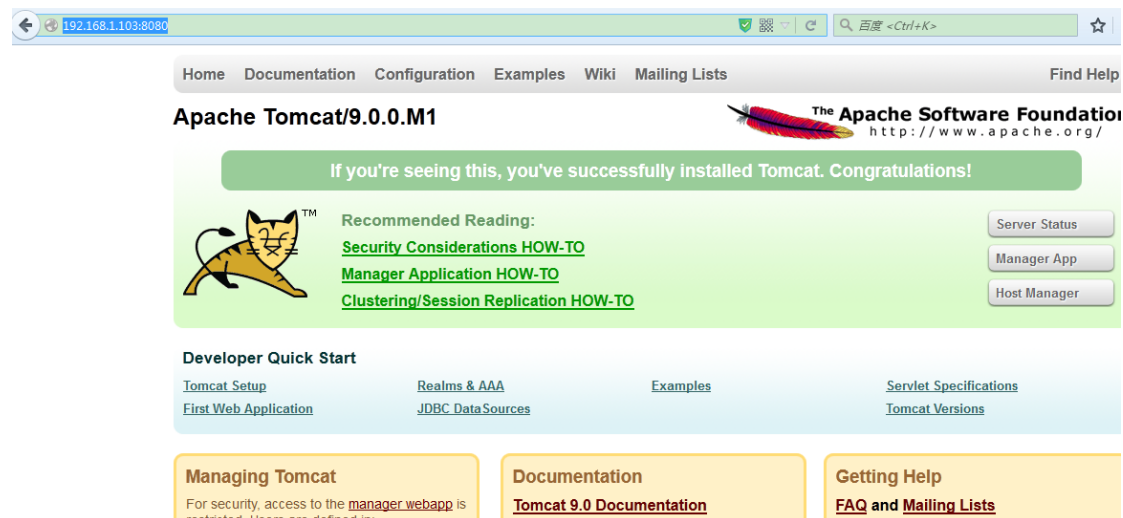 192.168.1.103:8080
百度 <Ctrl+K>
Home Documentation Configuration Examples Wiki Mailing Lists Find Help
Apache Tomcat/9.0.0.M1
The Apache Software Foundation
http://www.apache.org/
If you're seeing this, you've successfully installed Tomcat. Congratulations!
TM
Recommended Reading:
Security Considerations HOW-TO
Manager Application HOW-TO
Clustering/Session Replication HOW-TO
Server Status
Manager App
Host Manager
Developer Quick Start
Tomcat Setup
First Web Application
Realms & AAA
JDBC DataSources
Examples
Servlet Specifications
Tomcat Versions
Managing Tomcat
For security, access to the manager webapp is
restricted. Users are defined in:
Documentation
Tomcat 9.0 Documentation
Getting Help
FAQ and Mailing Lists